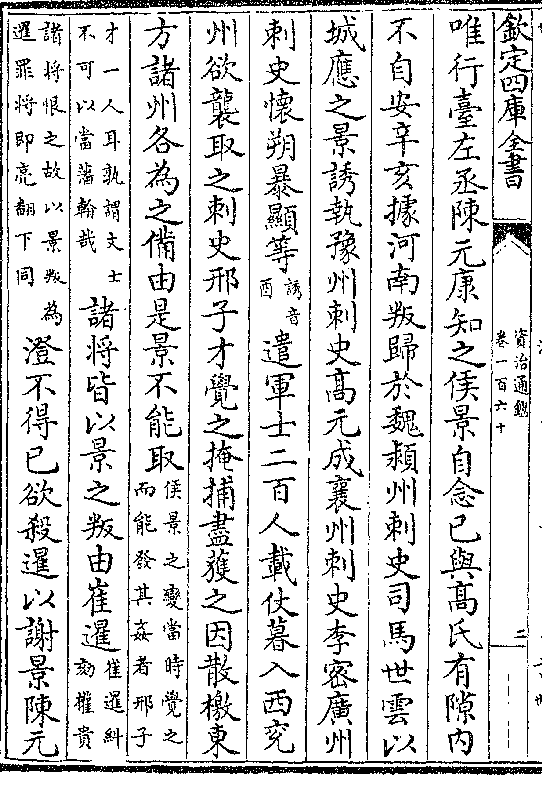 欽定四庫全書
資治通鑑
卷一百六十
二
唯行臺左丞陳元康知之侯景自念己與髙氏有隙内
不自安辛亥據河南叛歸於魏潁州刺史司馬世雲以
城應之景誘執豫州刺史髙元成襄州刺史李宻廣州
刺史懷朔暴顯等誘音酉遣軍士二百人載仗暮入西兖
州欲襲取之刺史邢子才覺之掩捕盡獲之因散檄東
方諸州各為之備由是景不能取侯景之變當時覺之而能發其姦者邢子
才一人耳孰謂文士不可以當藩翰哉諸將皆以景之叛由崔暹崔暹糾劾權貴
諸將恨之故以景叛為暹罪將即亮翻下同澄不得已欲殺暹以謝景陳元